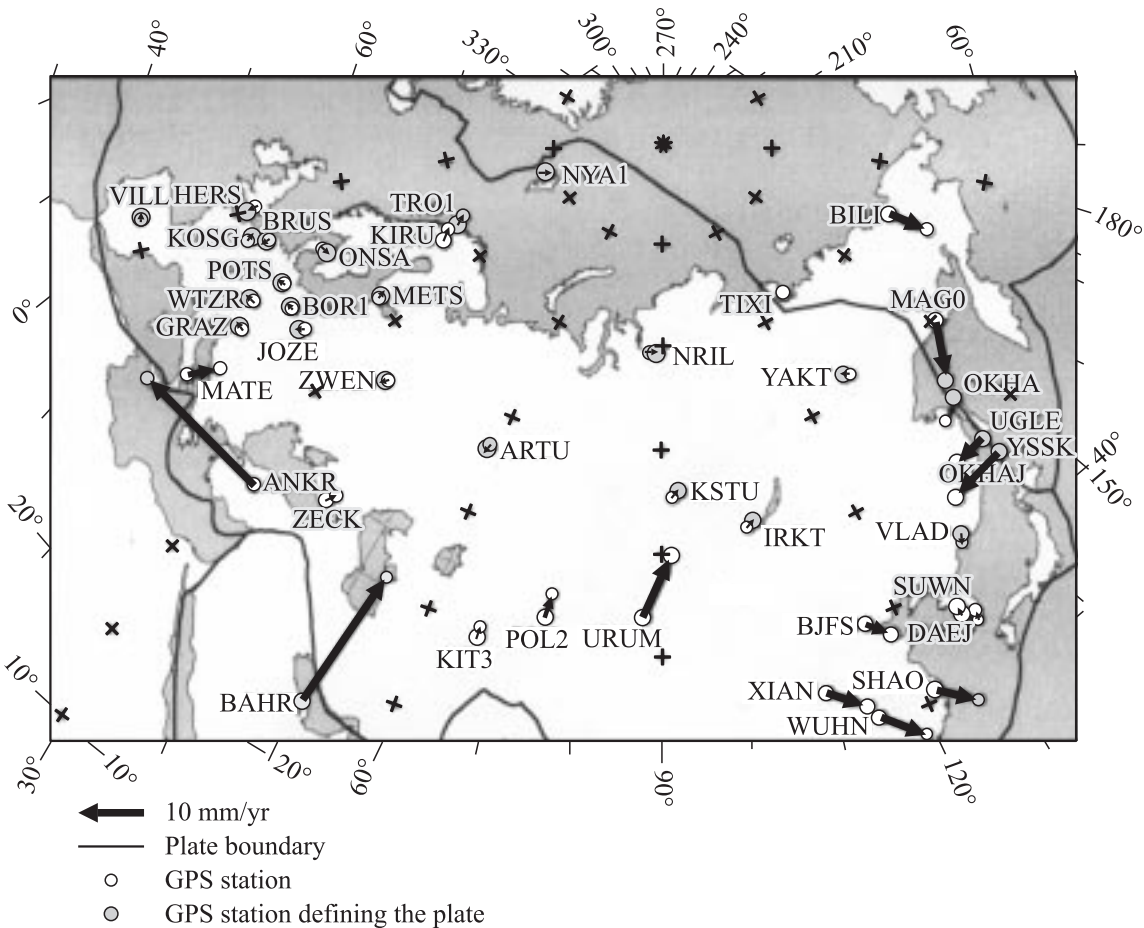 40°
60°
330°
300°
270°
240°
210°
60°
NYA1
VILL HERS
TRO1
BRUS
BILI
KOSG
KIRU
180°
ONSA
POTS
METS
TIXI
MAG0
WTZR
BOR1
0°
GRAZ
JOZE
NRIL
MATE
ZWEN
YAKT
OKHA
UGLE
YSSK
ARTU
40°
OKHAJ
150°
ANKR
KSTU
ZECK
20°
IRKT
VLAD
SUWN
BJFS
DAEJ
POL2
URUM
KIT3
10°
BAHR
XIAN
SHAO
WUHN
30°
10°
20°
60°
90°
120°
10 mm/yr
Plate boundary
GPS station
GPS station defining the plate